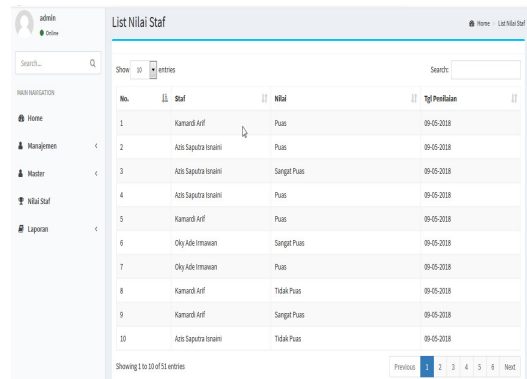 admin
Online
Search...
MAIN NAVIGATION
Home
Manajemen
Master
Nilai Staf
Laporan
List Nilai Staf
Home > List Nilai Staf
Show 10 entries
Search:
No. Staf Nilai Tgl Penilaian
1 Kamardi Arif Puas 09-05-2018
2 Azis Saputra Isnaini Puas 09-05-2018
3 Azis Saputra Isnaini Sangat Puas 09-05-2018
4 Azis Saputra Isnaini Puas 09-05-2018
5 Kamardi Arif Puas 09-05-2018
6 Oky Ade Irmawan Sangat Puas 09-05-2018
7 Oky Ade Irmawan Puas 09-05-2018
8 Kamardi Arif Tidak Puas 09-05-2018
9 Kamardi Arif Sangat Puas 09-05-2018
10 Azis Saputra Isnaini Tidak Puas 09-05-2018
Showing 1 to 10 of 51 entries
Previous 1 2 3 4 5 6 Next